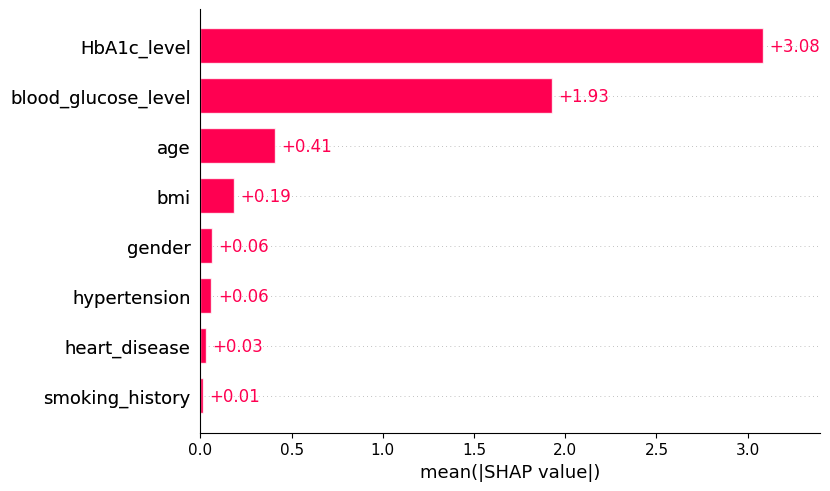 HbA1c_level +3.08
blood_glucose_level +1.93
age +0.41
bmi +0.19
gender +0.06
hypertension +0.06
heart_disease +0.03
smoking_history +0.01
0.0 0.5 1.0 1.5 2.0 2.5 3.0
mean(|SHAP value|)